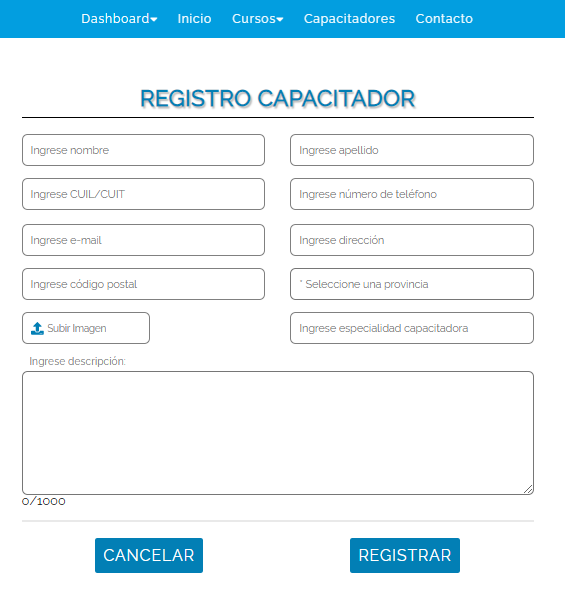 Dashboard Inicio Cursos Capacitadores Contacto
REGISTRO CAPACITADOR
Ingrese nombre Ingrese apellido
Ingrese CUIL/CUIT Ingrese número de teléfono
Ingrese e-mail Ingrese dirección
Ingrese código postal * Seleccione una provincia
Subir Imagen Ingrese especialidad capacitadora
Ingrese descripción:
0/1000
CANCELAR REGISTRAR